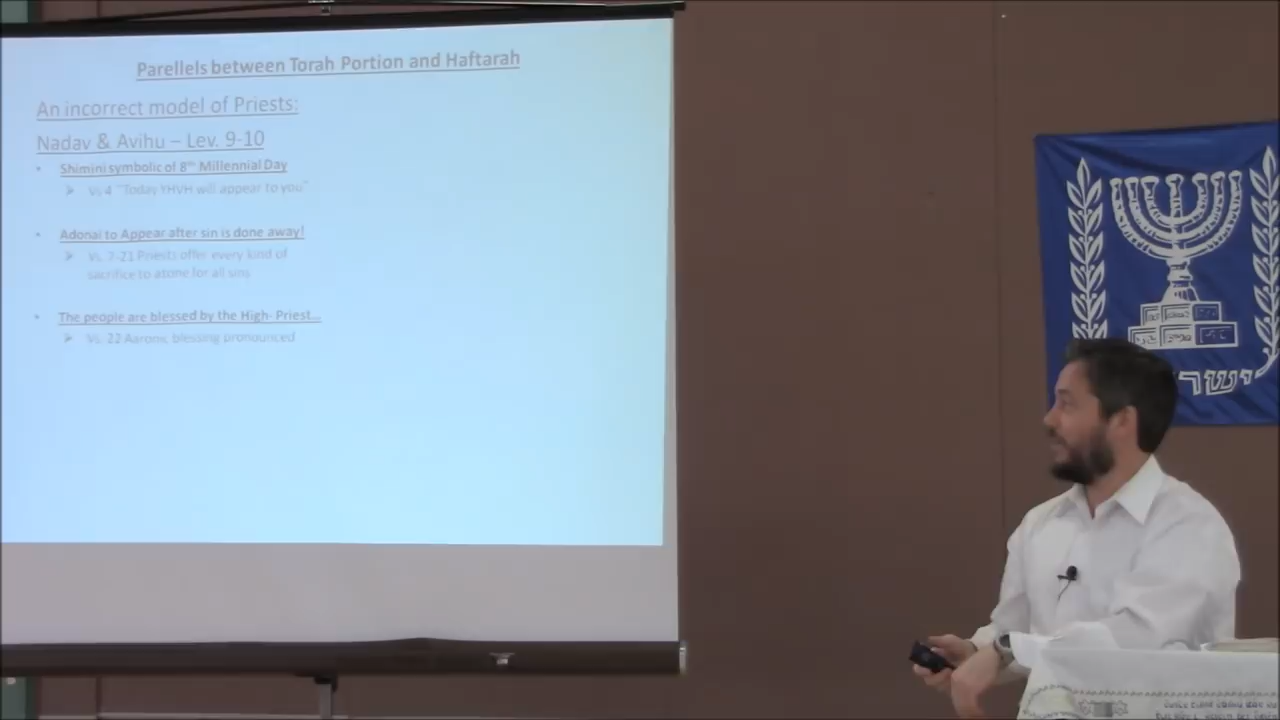 Parellels between Torah Portion and Haftarah
An incorrect model of Priests:
Nadav & Avihu – Lev. 9-10
• Shimini symbolic of 8th Millennial Day
➤ Vs 4 "Today YHVH will appear to you"
• Adonai to Appear after sin is done away!
➤ Vs. 7-21 Priests offer every kind of
sacrifice to atone for all sins
• The people are blessed by the High- Priest...
➤ Vs. 22 Aaronic blessing pronounced
ישר